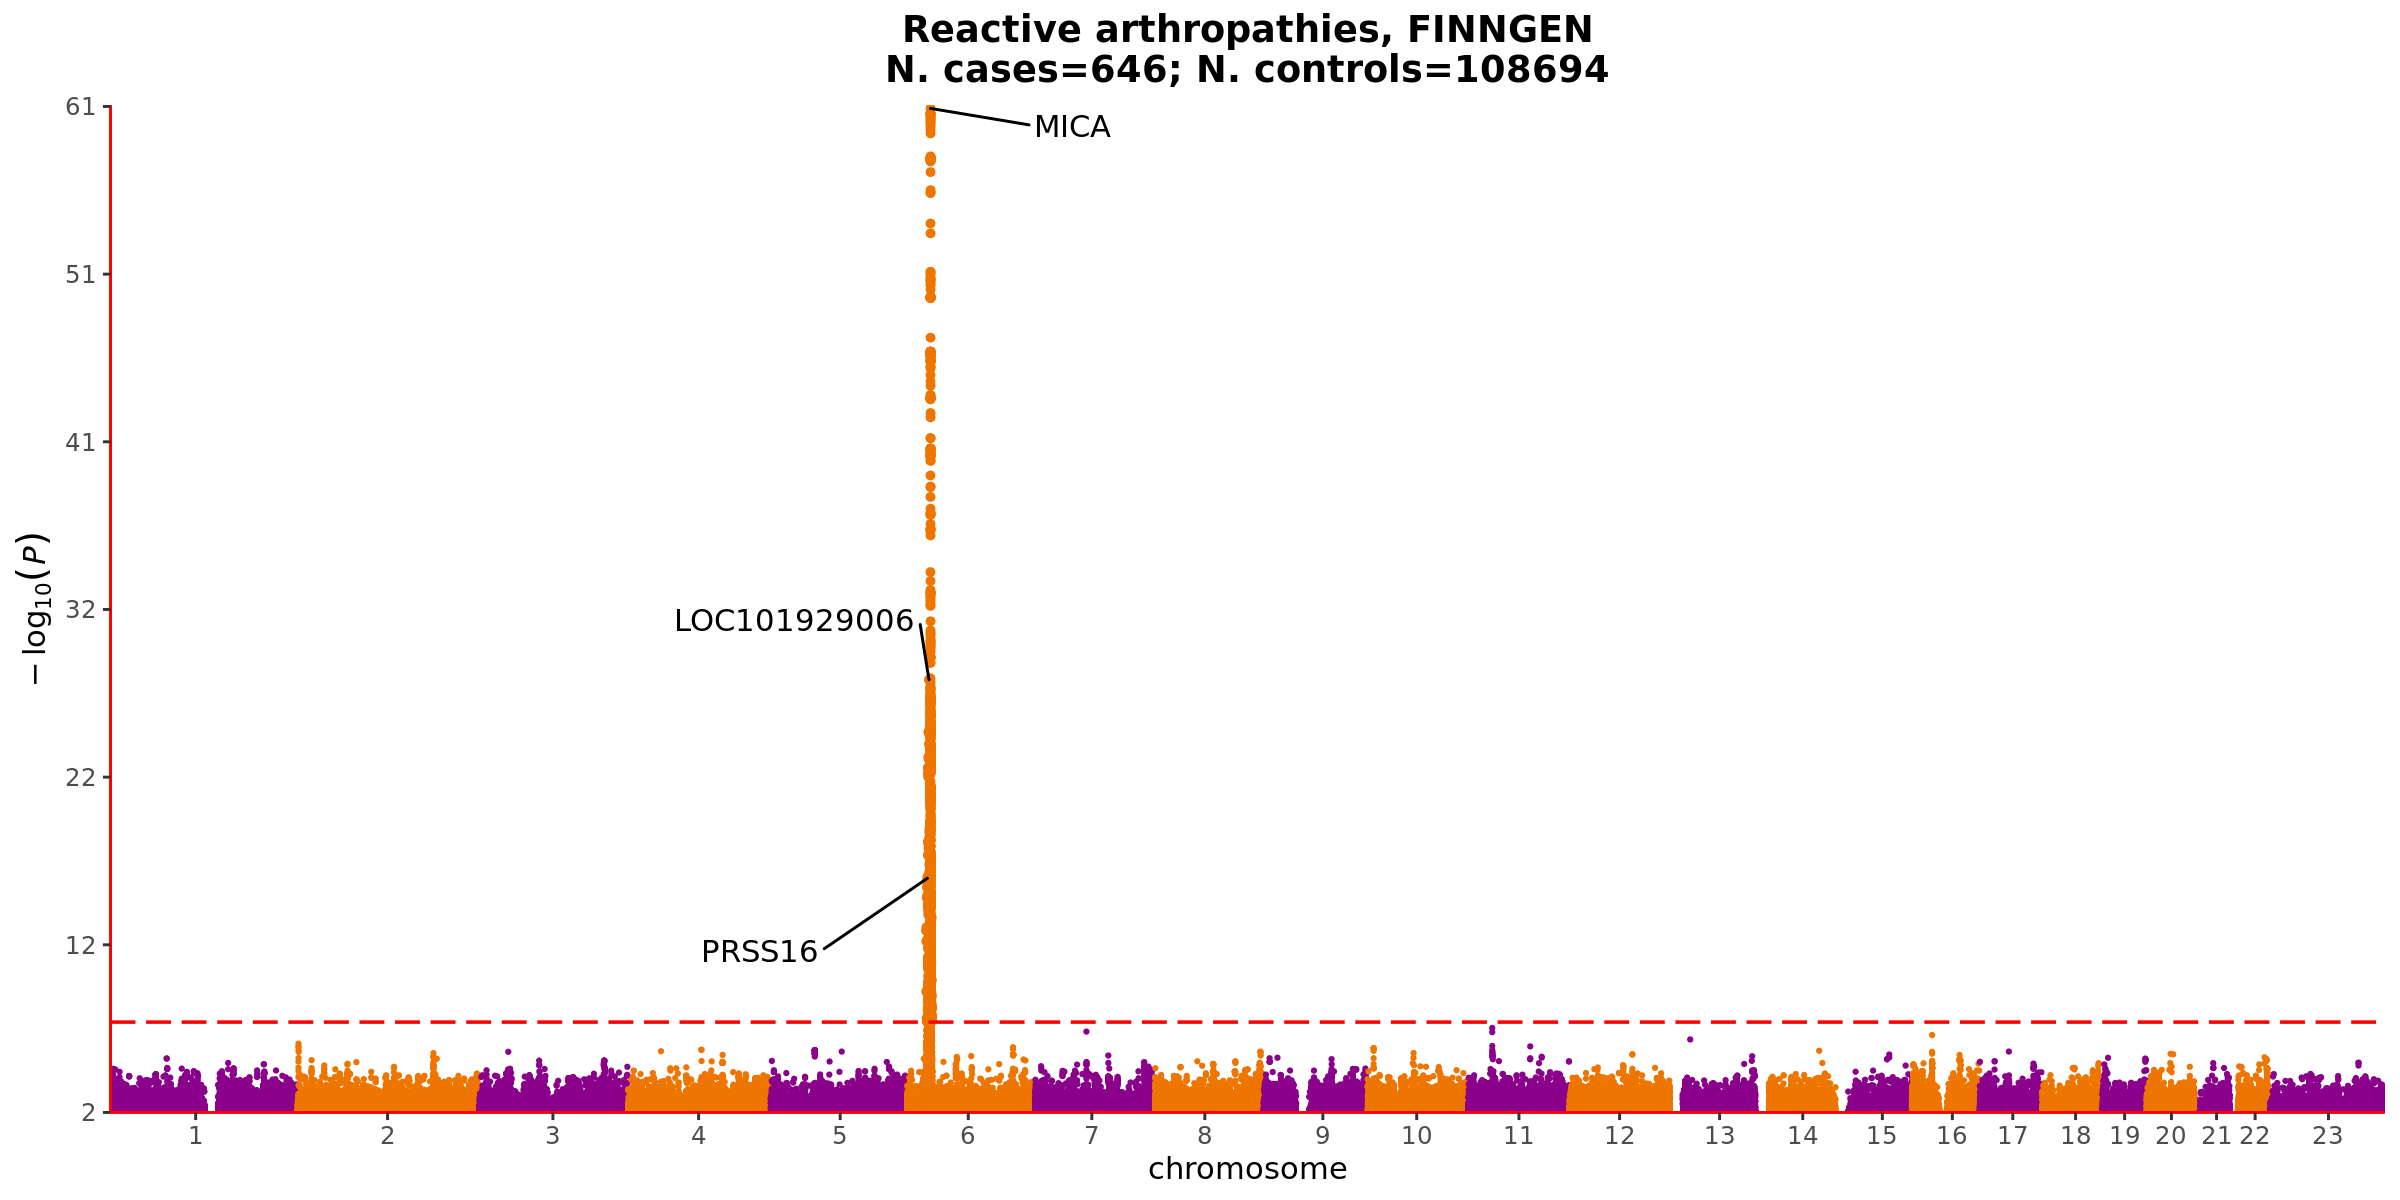 Reactive arthropathies, FINNGEN
N. cases=646; N. controls=108694
61
MICA
51
41
− log10(P)
32
LOC101929006
22
12
PRSS16
2
1 2 3 4 5 6 7 8 9 10 11 12 13 14 15 16 17 18 19 20 21 22 23
chromosome